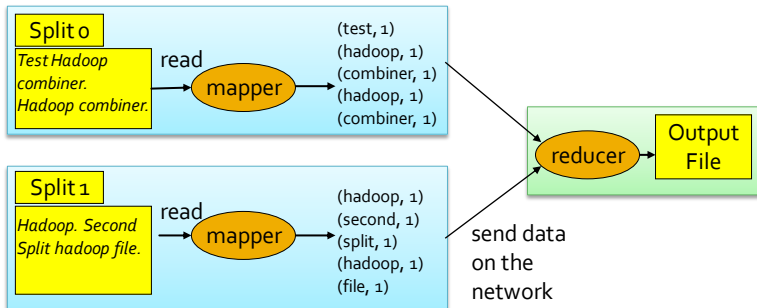 Split 0
Test Hadoop
combiner.
Hadoop combiner.
read
mapper
(test, 1)
(hadoop, 1)
(combiner, 1)
(hadoop, 1)
(combiner, 1)
Split 1
Hadoop. Second
Split hadoop file.
read
mapper
(hadoop, 1)
(second, 1)
(split, 1)
(hadoop, 1)
(file, 1)
reducer
Output
File
send data
on the
network